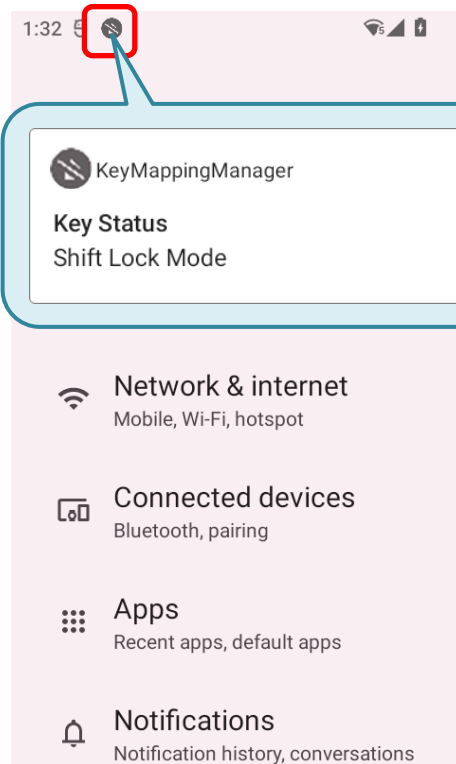 1:32
KeyMappingManager
Key Status
Shift Lock Mode
Network & internet
Mobile, Wi-Fi, hotspot
Connected devices
Bluetooth, pairing
Apps
Recent apps, default apps
Notifications
Notification history, conversations